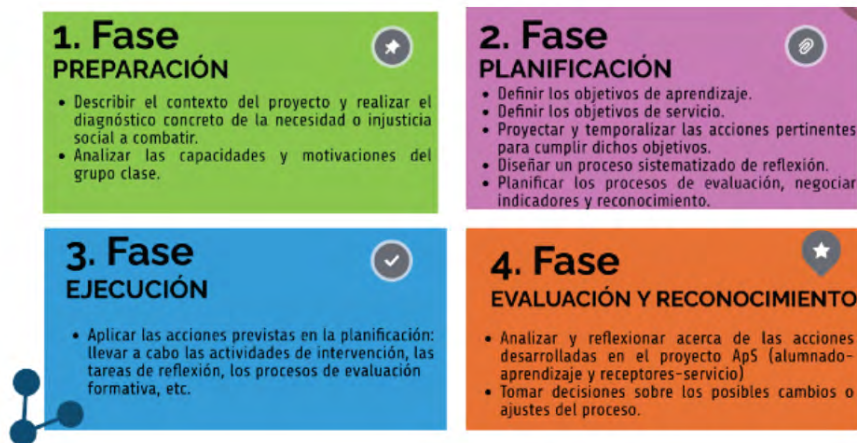 1. Fase
PREPARACIÓN
• Describir el contexto del proyecto y realizar el
diagnóstico concreto de la necesidad o injusticia
social a combatir.
• Analizar las capacidades y motivaciones del
grupo clase.
2. Fase
PLANIFICACIÓN
• Definir los objetivos de aprendizaje.
• Definir los objetivos de servicio.
• Proyectar y temporalizar las acciones pertinentes
para cumplir dichos objetivos.
• Diseñar un proceso sistematizado de reflexión.
• Planificar los procesos de evaluación, negociar
indicadores y reconocimiento.
3. Fase
EJECUCIÓN
• Aplicar las acciones previstas en la planificación:
llevar a cabo las actividades de intervención, las
tareas de reflexión, los procesos de evaluación
formativa, etc.
4. Fase
EVALUACIÓN Y RECONOCIMIENTO
• Analizar y reflexionar acerca de las acciones
desarrolladas en el proyecto ApS (alumnado-
aprendizaje y receptores-servicio)
• Tomar decisiones sobre los posibles cambios o
ajustes del proceso.